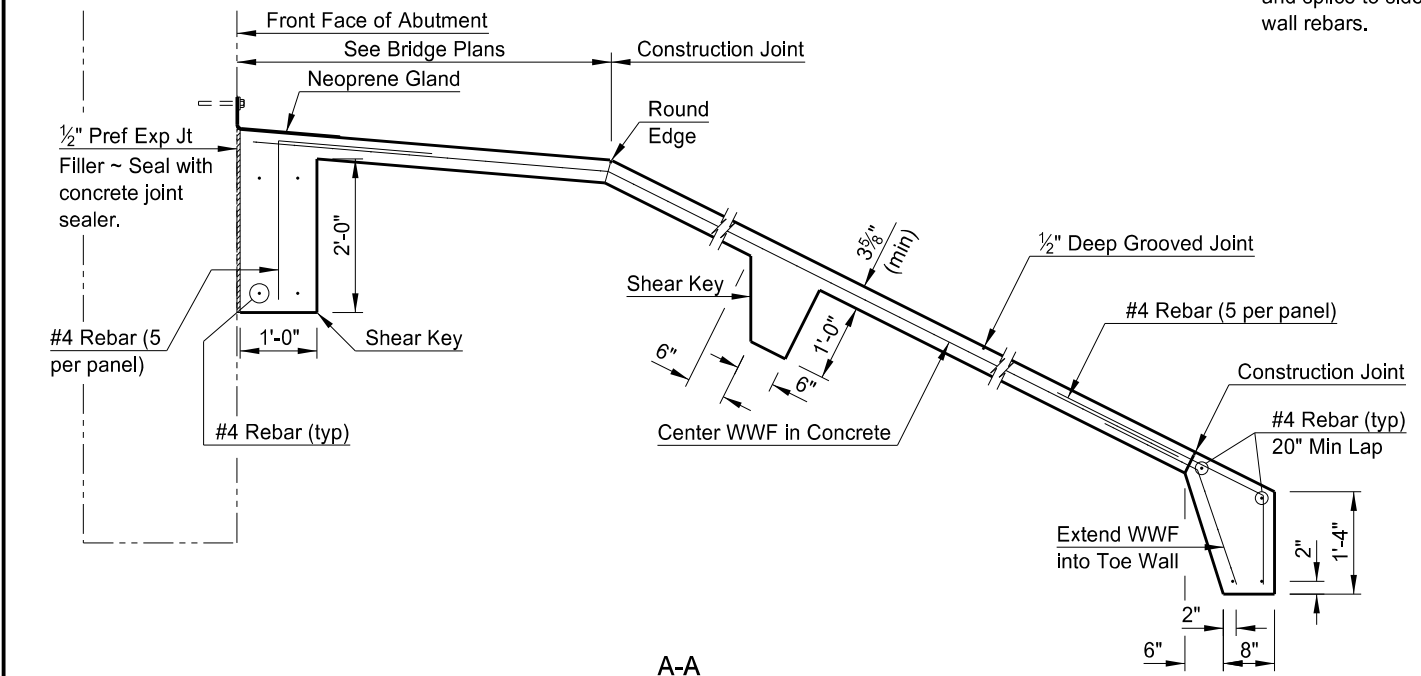 and splice to side
wall rebars.
Front Face of Abutment
See Bridge Plans
Construction Joint
Neoprene Gland
Round
Edge
½" Pref Exp Jt
Filler ~ Seal with
concrete joint
sealer.
2'-0"
3⅝"
(min)
½" Deep Grooved Joint
Shear Key
#4 Rebar (5 per panel)
#4 Rebar (5
per panel)
1'-0"
Shear Key
6"
6"
1'-0"
Construction Joint
#4 Rebar (typ)
Center WWF in Concrete
#4 Rebar (typ)
20" Min Lap
Extend WWF
into Toe Wall
2"
1'-4"
2"
6"
8"
A-A